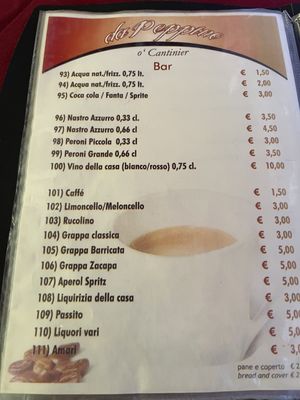 da Peppino
o' Cantinier
Bar
93) Acqua nat./frizz. 0,75 lt. € 1,50
94) Acqua nat./frizz. 0,75 lt. € 2,00
95) Coca cola / Fanta / Sprite € 3,00
96) Nastro Azzurro 0,33 cl. € 3,50
97) Nastro Azzurro 0,66 cl € 4,50
98) Peroni Piccola 0,33 cl € 3,00
99) Peroni Grande 0,66 cl € 3,50
100) Vino della casa (bianco/rosso) 0,75 cl. € 10,00
101) Caffé € 1,50
102) Limoncello/Meloncello € 3,00
103) Rucolino € 3,00
104) Grappa classica € 3,00
105) Grappa Barricata € 5,00
106) Grappa Zacapa € 5,00
107) Aperol Spritz € 5,00
108) Liquirizia della casa € 3,00
109) Passito € 5,00
110) Liquori vari € 5,00
111) Amari € 3,0
pane e coperto € 2
bread and cover € 2